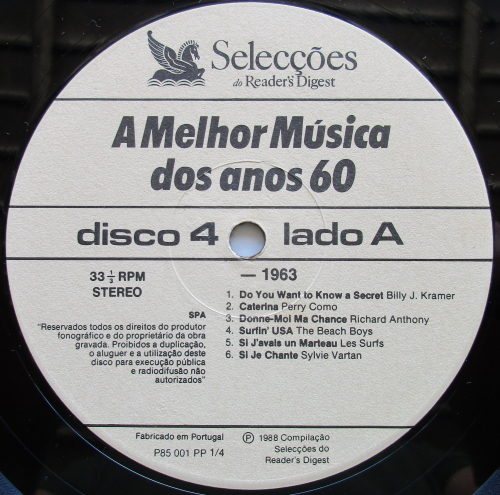 Selecções
do Reader's Digest
A Melhor Música
dos anos 60
disco 4 lado A
33 1/3 RPM
STEREO
— 1963
1. Do You Want to Know a Secret Billy J. Kramer
2. Caterina Perry Como
3. Donne-Moi Ma Chance Richard Anthony
4. Surfin' USA The Beach Boys
5. Si J'avais un Marteau Les Surfs
6. Si Je Chante Sylvie Vartan
SPA
"Reservados todos os direitos do produtor
fonográfico e do proprietário da obra
gravada. Proibidos a duplicação,
o aluguer e a utilização deste
disco para execução pública
e radiodifusão não
autorizados"
Fabricado em Portugal
P85 001 PP 1/4
Ⓟ 1988 Compilação
Selecções do
Reader's Digest